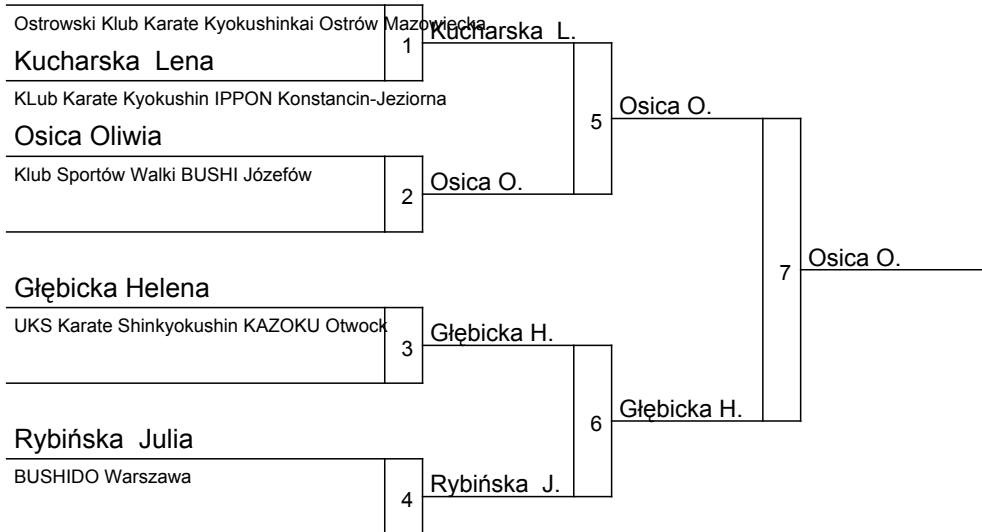 Ostrowski Klub Karate Kyokushinkai Ostrów Mazowiecka
1
Kucharska L.
Kucharska Lena
KLub Karate Kyokushin IPPON Konstancin-Jeziorna
5
Osica O.
Osica Oliwia
Klub Sportów Walki BUSHI Józefów
2
Osica O.
7
Osica O.
Głębicka Helena
UKS Karate Shinkyokushin KAZOKU Otwock
3
Głębicka H.
6
Głębicka H.
Rybińska Julia
BUSHIDO Warszawa
4
Rybińska J.